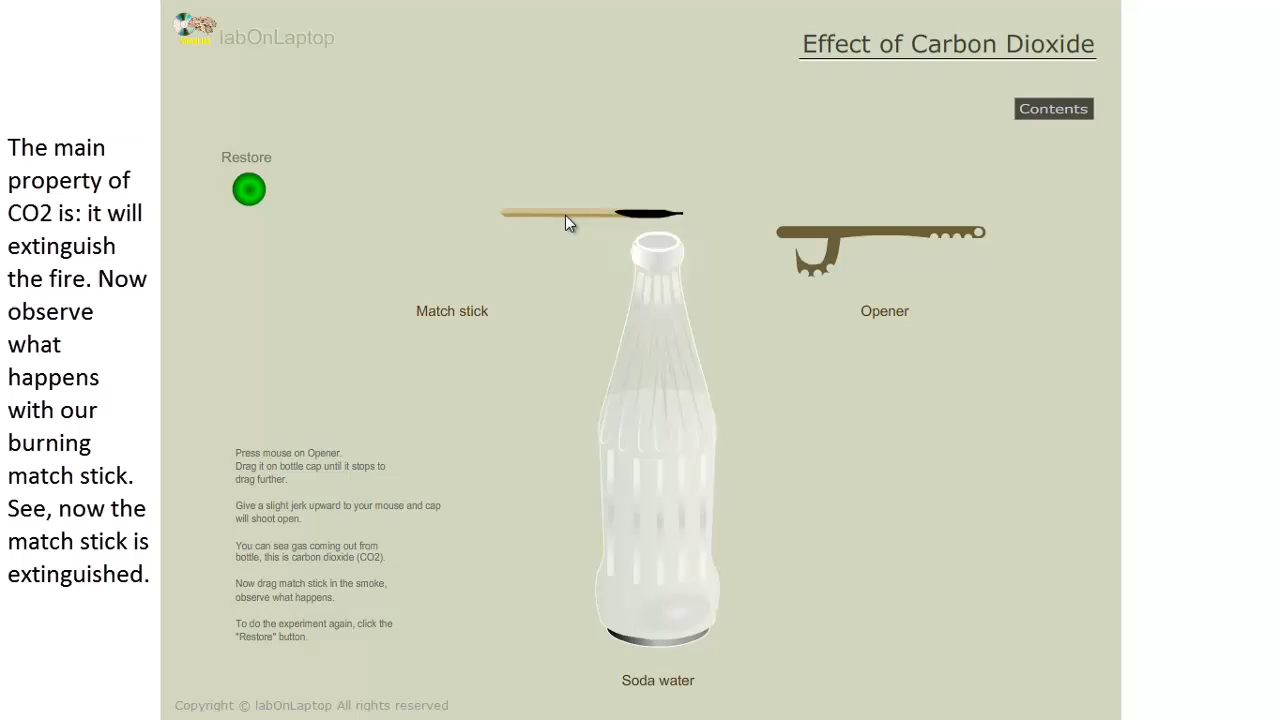 labOnLaptop
Effect of Carbon Dioxide
Contents
The main
property of
CO2 is: it will
extinguish
the fire. Now
observe
what
happens
with our
burning
match stick.
See, now the
match stick is
extinguished.
Restore
Match stick
Opener
Press mouse on Opener.
Drag it on bottle cap until it stops to
drag further.
Give a slight jerk upward to your mouse and cap
will shoot open.
You can sea gas coming out from
bottle, this is carbon dioxide (CO2).
Now drag match stick in the smoke,
observe what happens.
To do the experiment again, click the
"Restore" button.
Soda water
Copyright © labOnLaptop All rights reserved